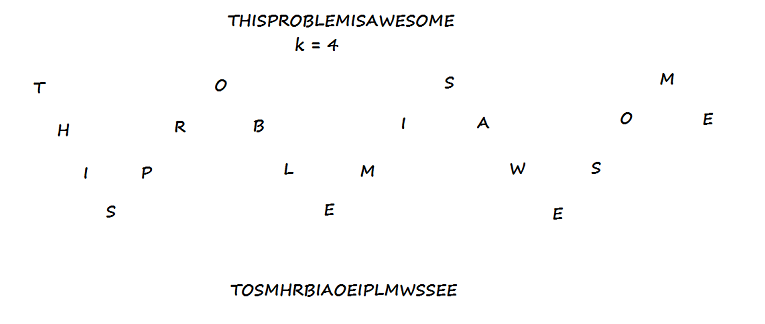 THISPROBLEMISAWESOME
k = 4
T O S M
H R B I A O E
I P L M W S
S E E
TOSMHRBIAOEIPLMWSSEE